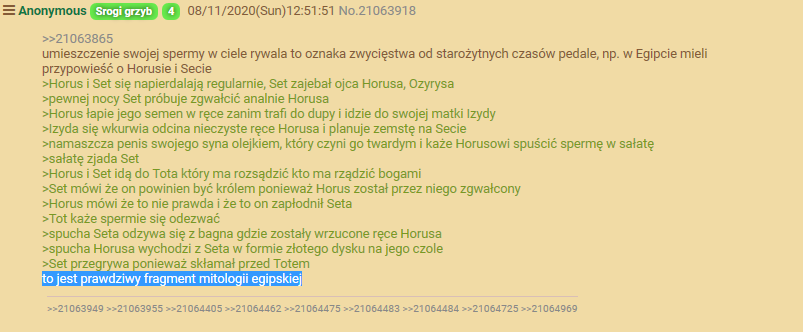 Anonymous Srogi grzyb 4 08/11/2020(Sun)12:51:51 No.21063918
>>21063865
umieszczenie swojej spermy w ciele rywala to oznaka zwycięstwa od starożytnych czasów pedale, np. w Egipcie mieli
przypowieść o Horusie i Secie
>Horus i Set się napierdalają regularnie, Set zajebał ojca Horusa, Ozyrysa
>pewnej nocy Set próbuje zgwałcić analnie Horusa
>Horus łapie jego semen w ręce zanim trafi do dupy i idzie do swojej matki Izydy
>Izyda się wkurwia odcina nieczyste ręce Horusa i planuje zemstę na Secie
>namaszcza penis swojego syna olejkiem, który czyni go twardym i każe Horusowi spuścić spermę w sałatę
>sałatę zjada Set
>Horus i Set idą do Tota który ma rozsądzić kto ma rządzić bogami
>Set mówi że on powinien być królem ponieważ Horus został przez niego zgwałcony
>Horus mówi że to nie prawda i że to on zapłodnił Seta
>Tot każe spermie się odezwać
>spucha Seta odzywa się z bagna gdzie zostały wrzucone ręce Horusa
>spucha Horusa wychodzi z Seta w formie złotego dysku na jego czole
>Set przegrywa ponieważ skłamał przed Totem
to jest prawdziwy fragment mitologii egipskiej
>>21063949 >>21063955 >>21064405 >>21064462 >>21064475 >>21064483 >>21064484 >>21064725 >>21064969